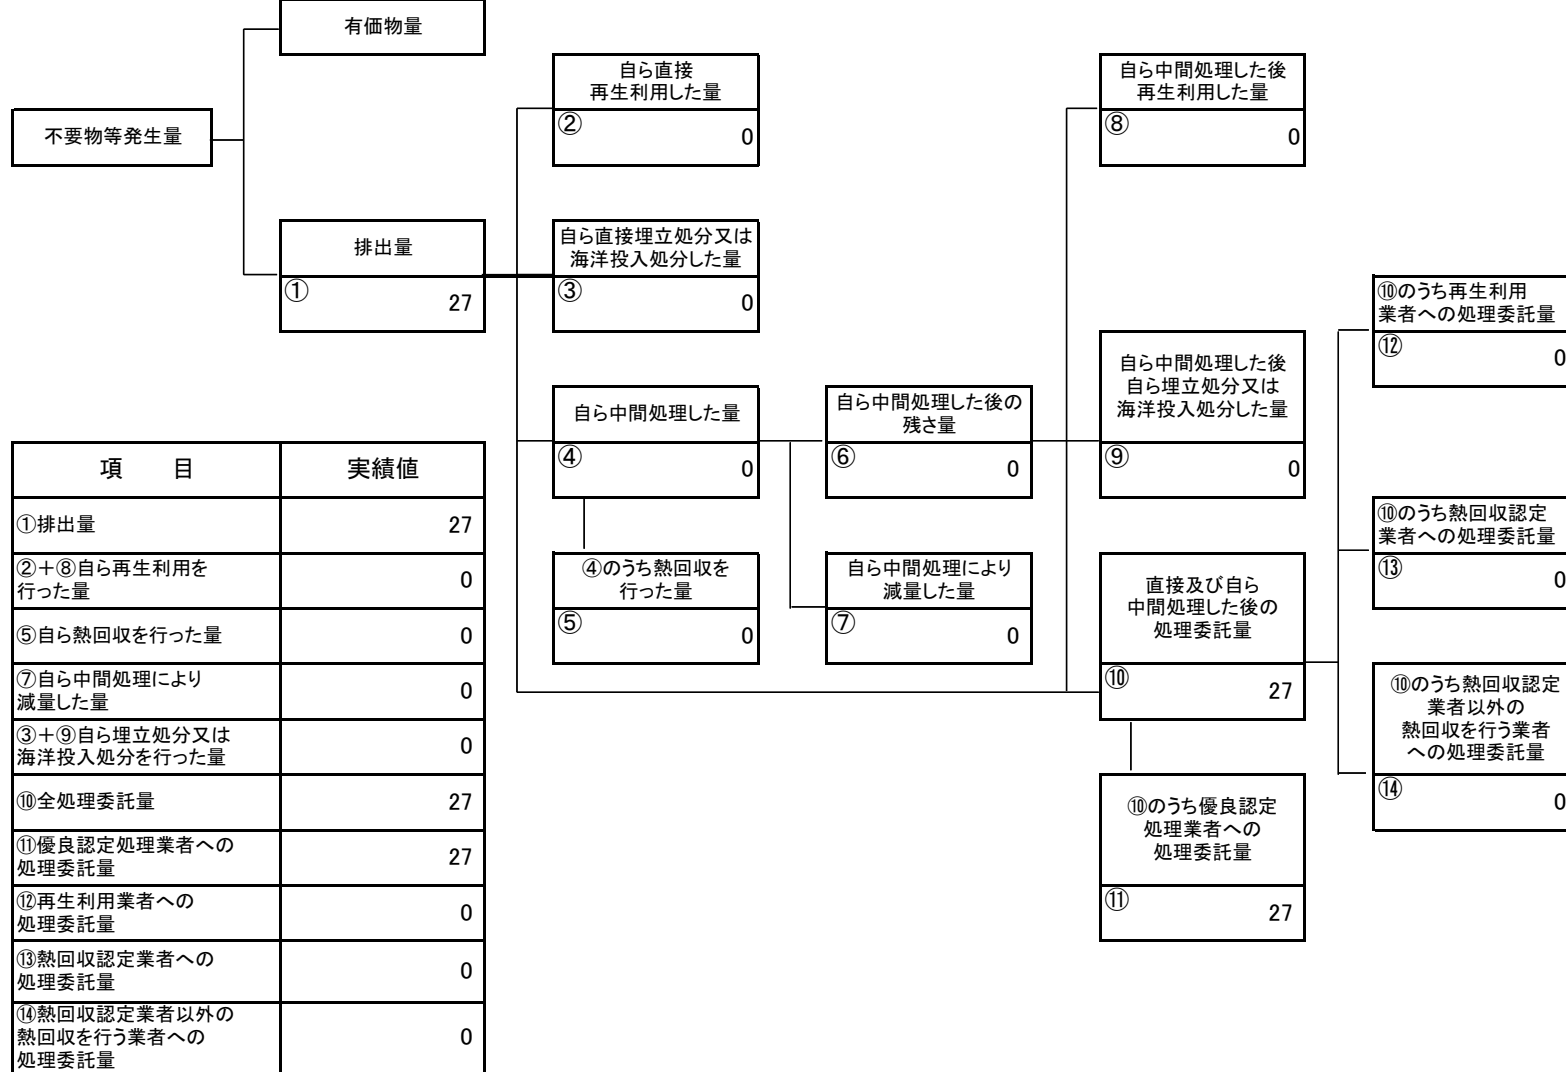 有価物量
不要物等発生量
排出量
①
27
自ら直接
再生利用した量
②
0
自ら直接埋立処分又は
海洋投入処分した量
③
0
自ら中間処理した量
④
0
④のうち熱回収を
行った量
⑤
0
自ら中間処理した後の
残さ量
⑥
0
自ら中間処理により
減量した量
⑦
0
自ら中間処理した後
再生利用した量
⑧
0
自ら中間処理した後
自ら埋立処分又は
海洋投入処分した量
⑨
0
直接及び自ら
中間処理した後の
処理委託量
⑩
27
⑩のうち優良認定
処理業者への
処理委託量
⑪
27
⑩のうち再生利用
業者への処理委託量
⑫
0
⑩のうち熱回収認定
業者への処理委託量
⑬
0
⑩のうち熱回収認定
業者以外の
熱回収を行う業者
への処理委託量
⑭
0
項 目
実績値
①排出量
27
②+⑧自ら再生利用を
行った量
0
⑤自ら熱回収を行った量
0
⑦自ら中間処理により
減量した量
0
③+⑨自ら埋立処分又は
海洋投入処分を行った量
0
⑩全処理委託量
27
⑪優良認定処理業者への
処理委託量
27
⑫再生利用業者への
処理委託量
0
⑬熱回収認定業者への
処理委託量
0
⑭熱回収認定業者以外の
熱回収を行う業者への
処理委託量
0